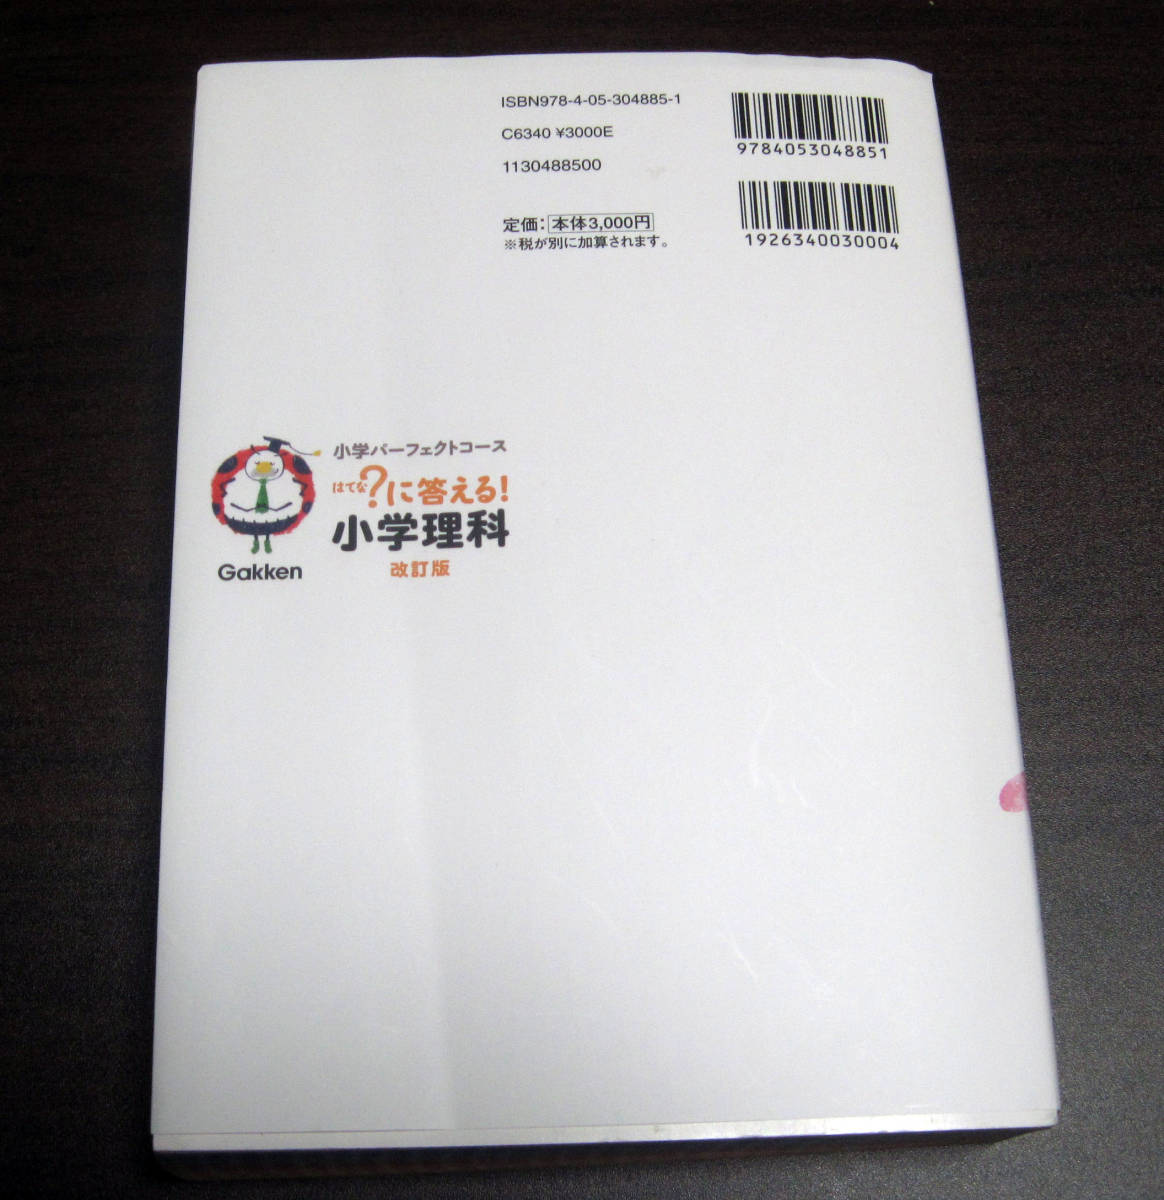 ISBN978-4-05-304885-1
C6340 ¥3000E
1130488500
定価：本体3,000円
※税が別に加算されます。
9784053048851
1926340030004
小学パーフェクトコース
はてな
?に答える！
小学理科
改訂版
Gakken